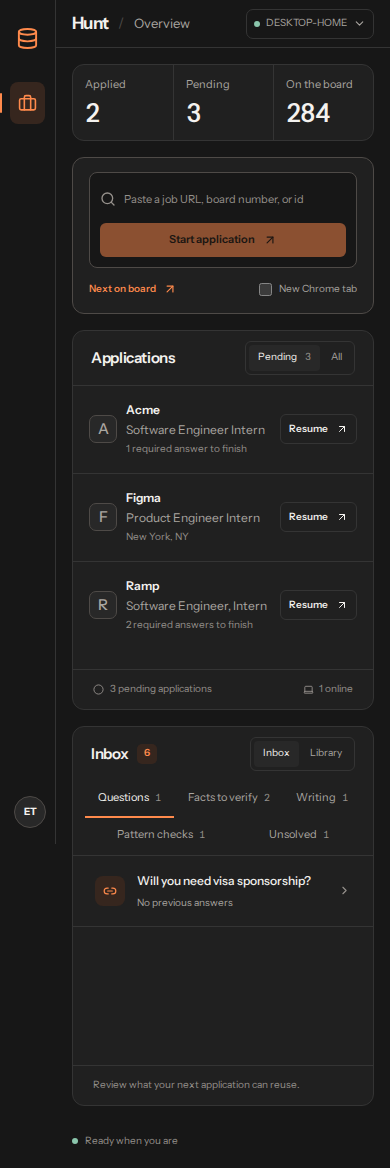 Hunt / Overview
DESKTOP-HOME
Applied
2
Pending
3
On the board
284
Paste a job URL, board number, or id
Start application
Next on board
New Chrome tab
Applications
Pending 3
All
A
Acme
Software Engineer Intern
1 required answer to finish
Resume
F
Figma
Product Engineer Intern
New York, NY
Resume
R
Ramp
Software Engineer, Intern
2 required answers to finish
Resume
3 pending applications
1 online
Inbox 6
Inbox
Library
Questions 1
Facts to verify 2
Writing 1
Pattern checks 1
Unsolved 1
Will you need visa sponsorship?
No previous answers
Review what your next application can reuse.
ET
Ready when you are